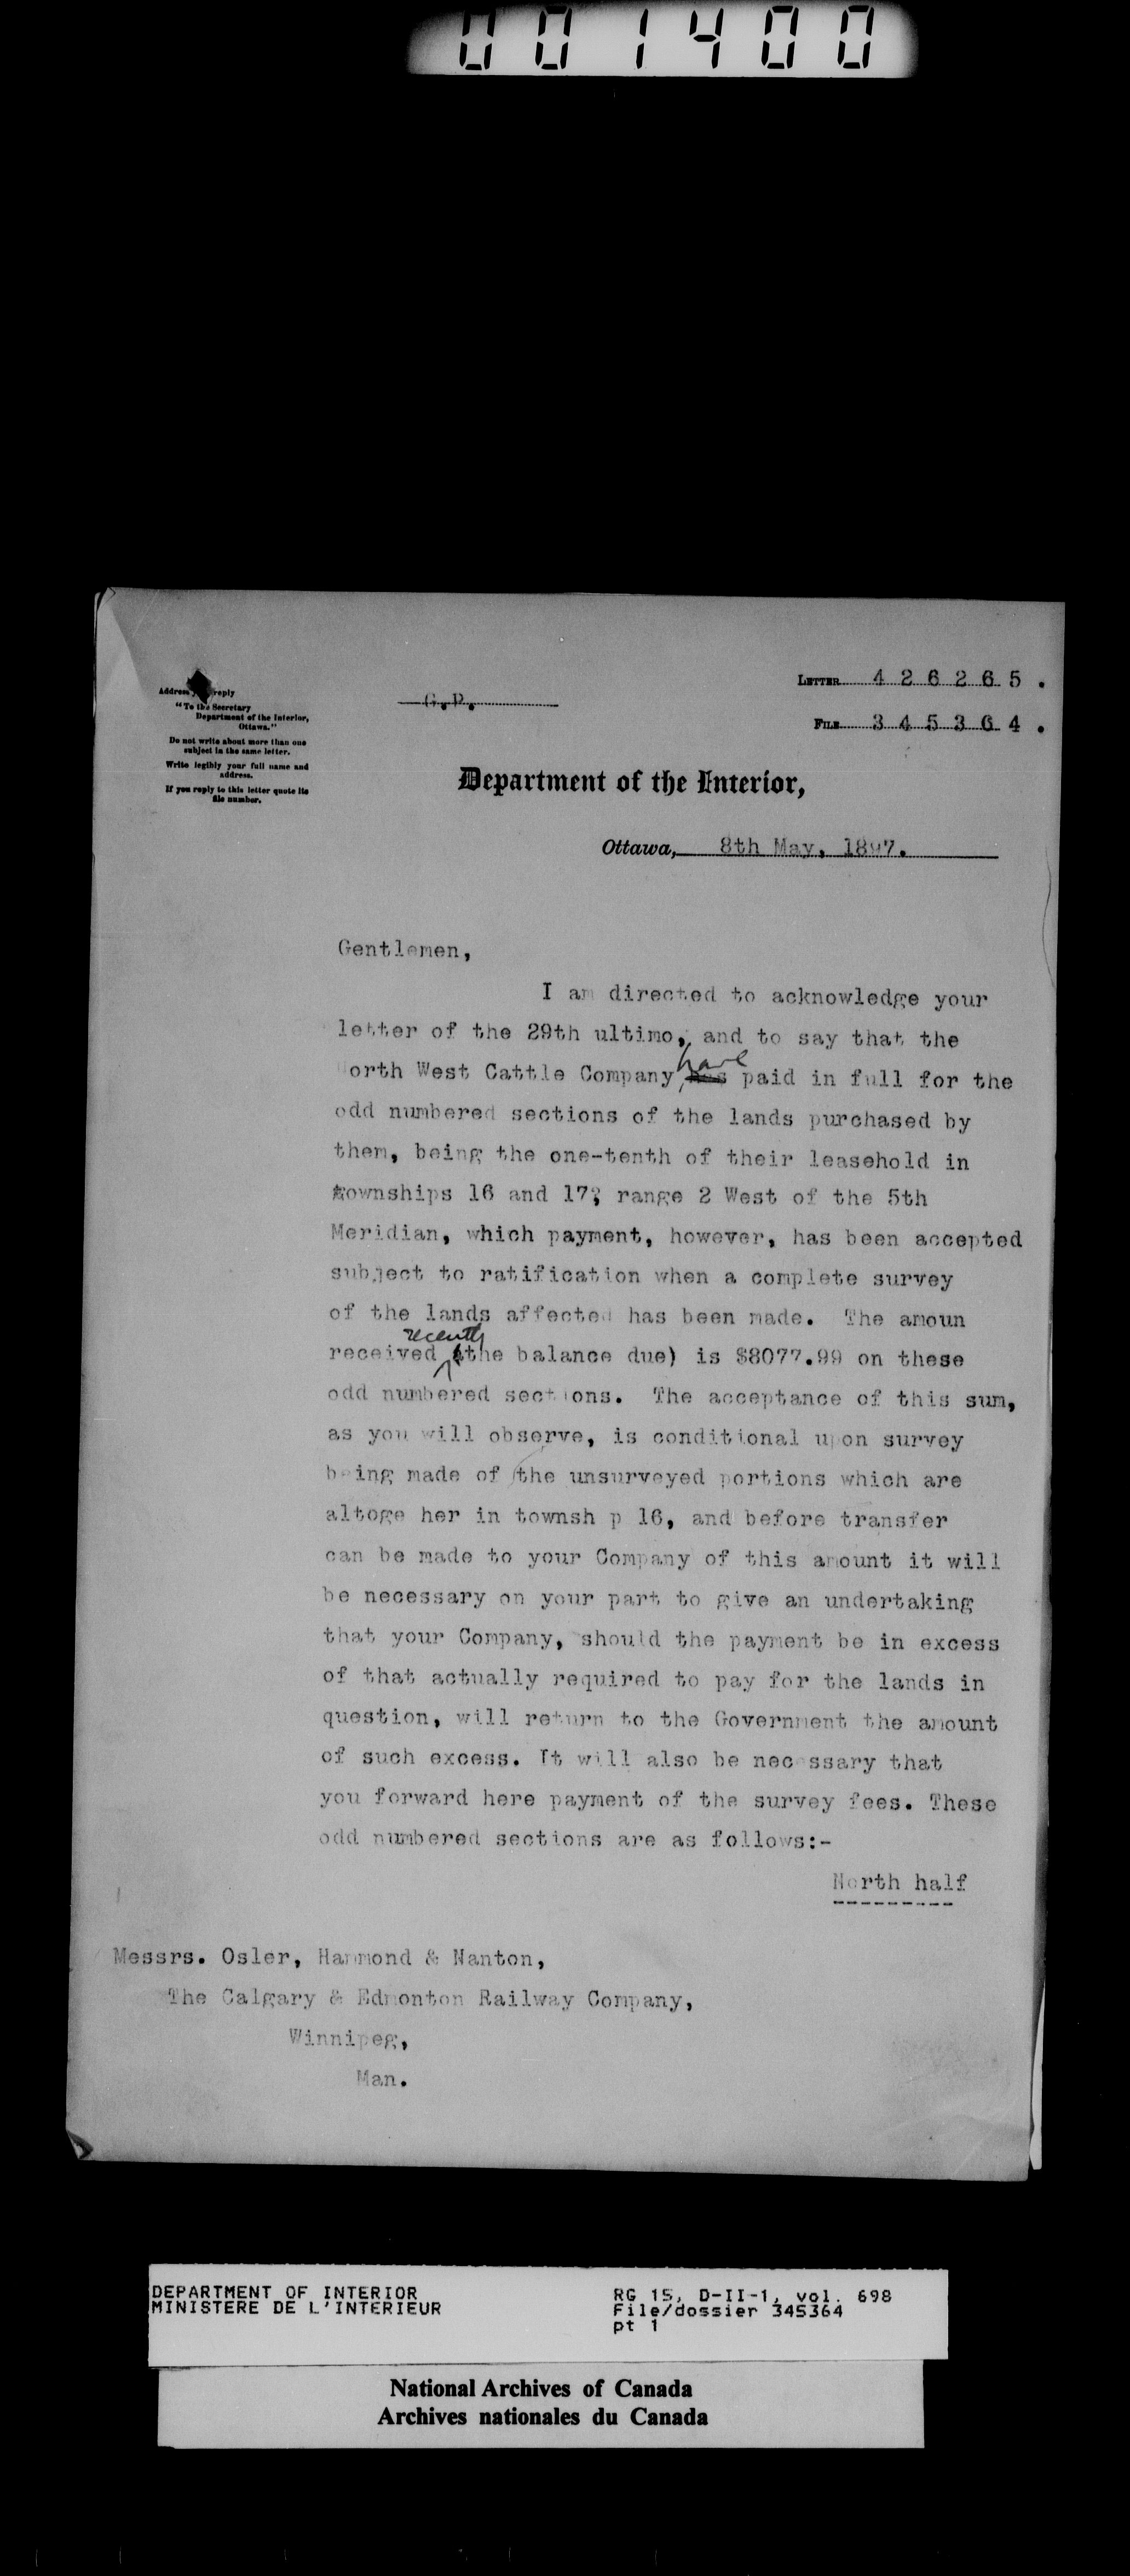 001400
Address your reply
"To the Secretary
Department of the Interior,
Ottawa."
Do not write about more than one
subject in the same letter.
Write legibly your full name and
address.
If you reply to this letter quote its
file number.
LETTER 426265.
FILE 345364.
Department of the Interior,
Ottawa, 8th May, 1897.
Gentlemen,
I am directed to acknowledge your
letter of the 29th ultimo, and to say that the
North West Cattle Company have paid in full for the
odd numbered sections of the lands purchased by
them, being the one-tenth of their leasehold in
townships 16 and 17, range 2 West of the 5th
Meridian, which payment, however, has been accepted
subject to ratification when a complete survey
of the lands affected has been made. The amoun
received recently (the balance due) is $8077.99 on these
odd numbered sections. The acceptance of this sum,
as you will observe, is conditional upon survey
being made of the unsurveyed portions which are
altoge her in townsh p 16, and before transfer
can be made to your Company of this amount it will
be necessary on your part to give an undertaking
that your Company, should the payment be in excess
of that actually required to pay for the lands in
question, will return to the Government the amount
of such excess. It will also be necessary that
you forward here payment of the survey fees. These
odd numbered sections are as follows:-
North half
Messrs. Osler, Hammond & Nanton,
The Calgary & Edmonton Railway Company,
Winnipeg,
Man.
DEPARTMENT OF INTERIOR
MINISTERE DE L'INTERIEUR
RG 15, D-II-1, vol. 698
File/dossier 345364
pt 1
National Archives of Canada
Archives nationales du Canada